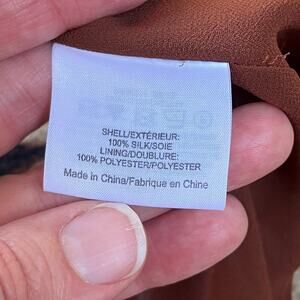 SHELL/EXTÉRIEUR:
100% SILK/SOIE
LINING/DOUBLURE:
100% POLYESTER/POLYESTER
Made in China/Fabrique en Chine